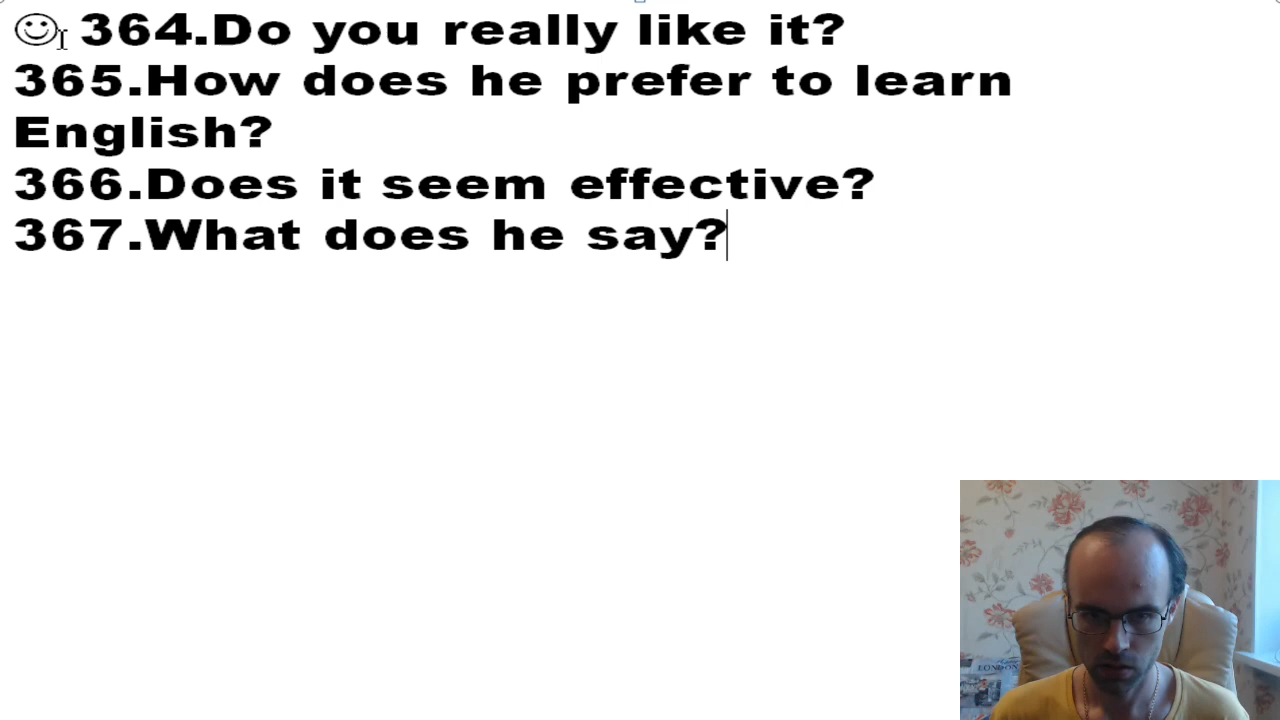 ☺ 364.Do you really like it?
365.How does he prefer to learn
English?
366.Does it seem effective?
367.What does he say?
LONDON